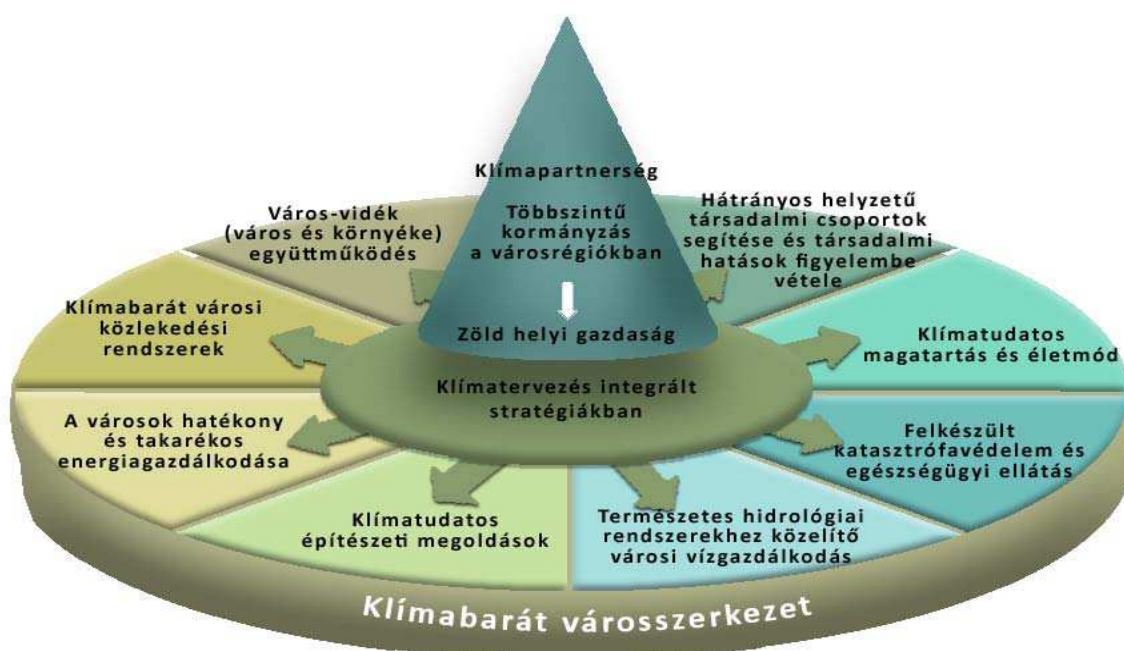 Klímapartnerség
Többszintű
kormányzás
a városrégiókban
Zöld helyi gazdaság
Klímatervezés integrált
stratégiákban
Város-vidék
(város és környéke)
együttműködés
Hátrányos helyzetű
társadalmi csoportok
segítése és társadalmi
hatások figyelembe
vétele
Klímabarát városi
közlekedési
rendszerek
Klímatudatos
magatartás és életmód
A városok hatékony
és takarékos
energiagazdálkodása
Felkészült
katasztrófavédelem és
egészségügyi ellátás
Klímatudatos
építészeti megoldások
Természetes hidrológiai
rendszerekhez közelítő
városi vízgazdálkodás
Klímabarát városszerkezet